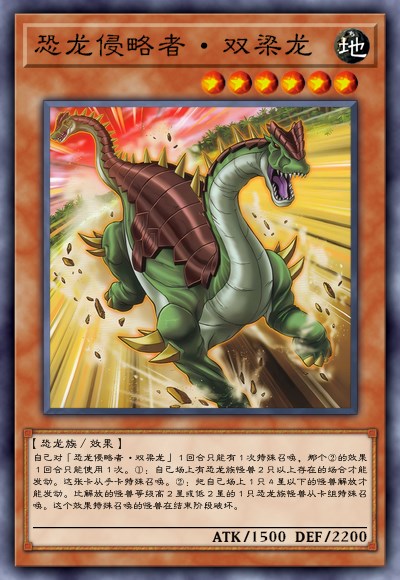 恐龙侵略者·双梁龙
地
【恐龙族/效果】
自己对「恐龙侵略者·双梁龙」1回合只能有1次特殊召唤，那个②的效果
1回合只能使用1次。①：自己场上有恐龙族怪兽2只以上存在的场合才能
发动。这张卡从手卡特殊召唤。②：把自己场上1只4星以下的怪兽解放才
能发动。比解放的怪兽等级高2星或低2星的1只恐龙族怪兽从卡组特殊召
唤。这个效果特殊召唤的怪兽在结束阶段破坏。
ATK/1500 DEF/2200